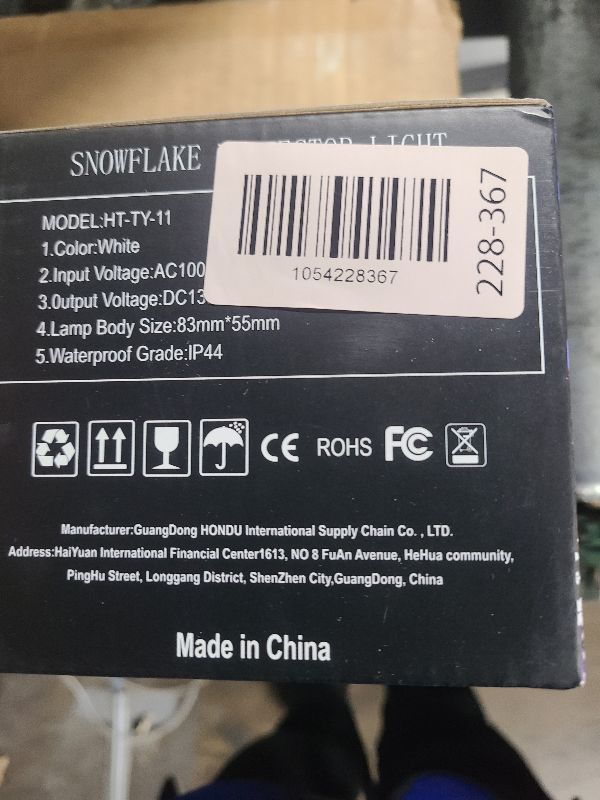 SNOWFLAKE LIGHT
MODEL:HT-TY-11
1.Color:White
2.Input Voltage:AC100
3.Output Voltage:DC13
4.Lamp Body Size:83mm*55mm
5.Waterproof Grade:IP44
1054228367
228-367
CE ROHS FC
Manufacturer:GuangDong HONDU International Supply Chain Co. , LTD.
Address:HaiYuan International Financial Center1613, NO 8 FuAn Avenue, HeHua community,
PingHu Street, Longgang District, ShenZhen City,GuangDong, China
Made in China